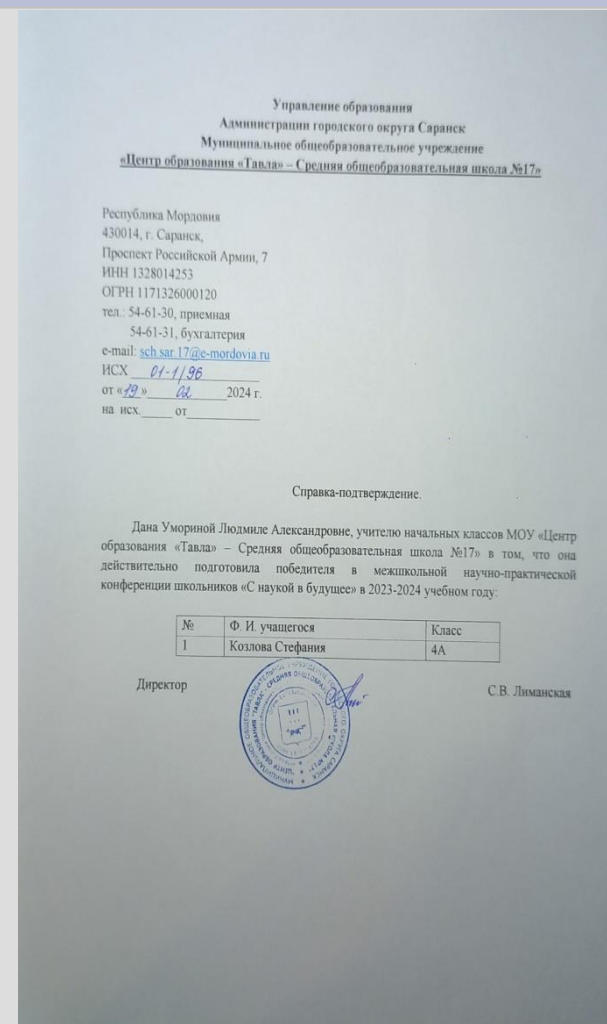 Управление образования
Администрации городского округа Саранск
Муниципальное общеобразовательное учреждение
«Центр образования «Тавла» – Средняя общеобразовательная школа №17»
Республика Мордовия
430014, г. Саранск,
Проспект Российской Армии, 7
ИНН 1328014253
ОГРН 1171326000120
тел.: 54-61-30, приемная
54-61-31, бухгалтерия
e-mail: sch.sar.17@e-mordovia.ru
ИСХ 01-1/96
от «19» 02 2024 г.
на исх._____ от___________
Справка-подтверждение.
Дана Умориной Людмиле Александровне, учителю начальных классов МОУ «Центр
образования «Тавла» – Средняя общеобразовательная школа №17» в том, что она
действительно подготовила победителя в межшкольной научно-практической
конференции школьников «С наукой в будущее» в 2023-2024 учебном году:
№ Ф. И. учащегося Класс
1 Козлова Стефания 4А
Директор С.В. Лиманская